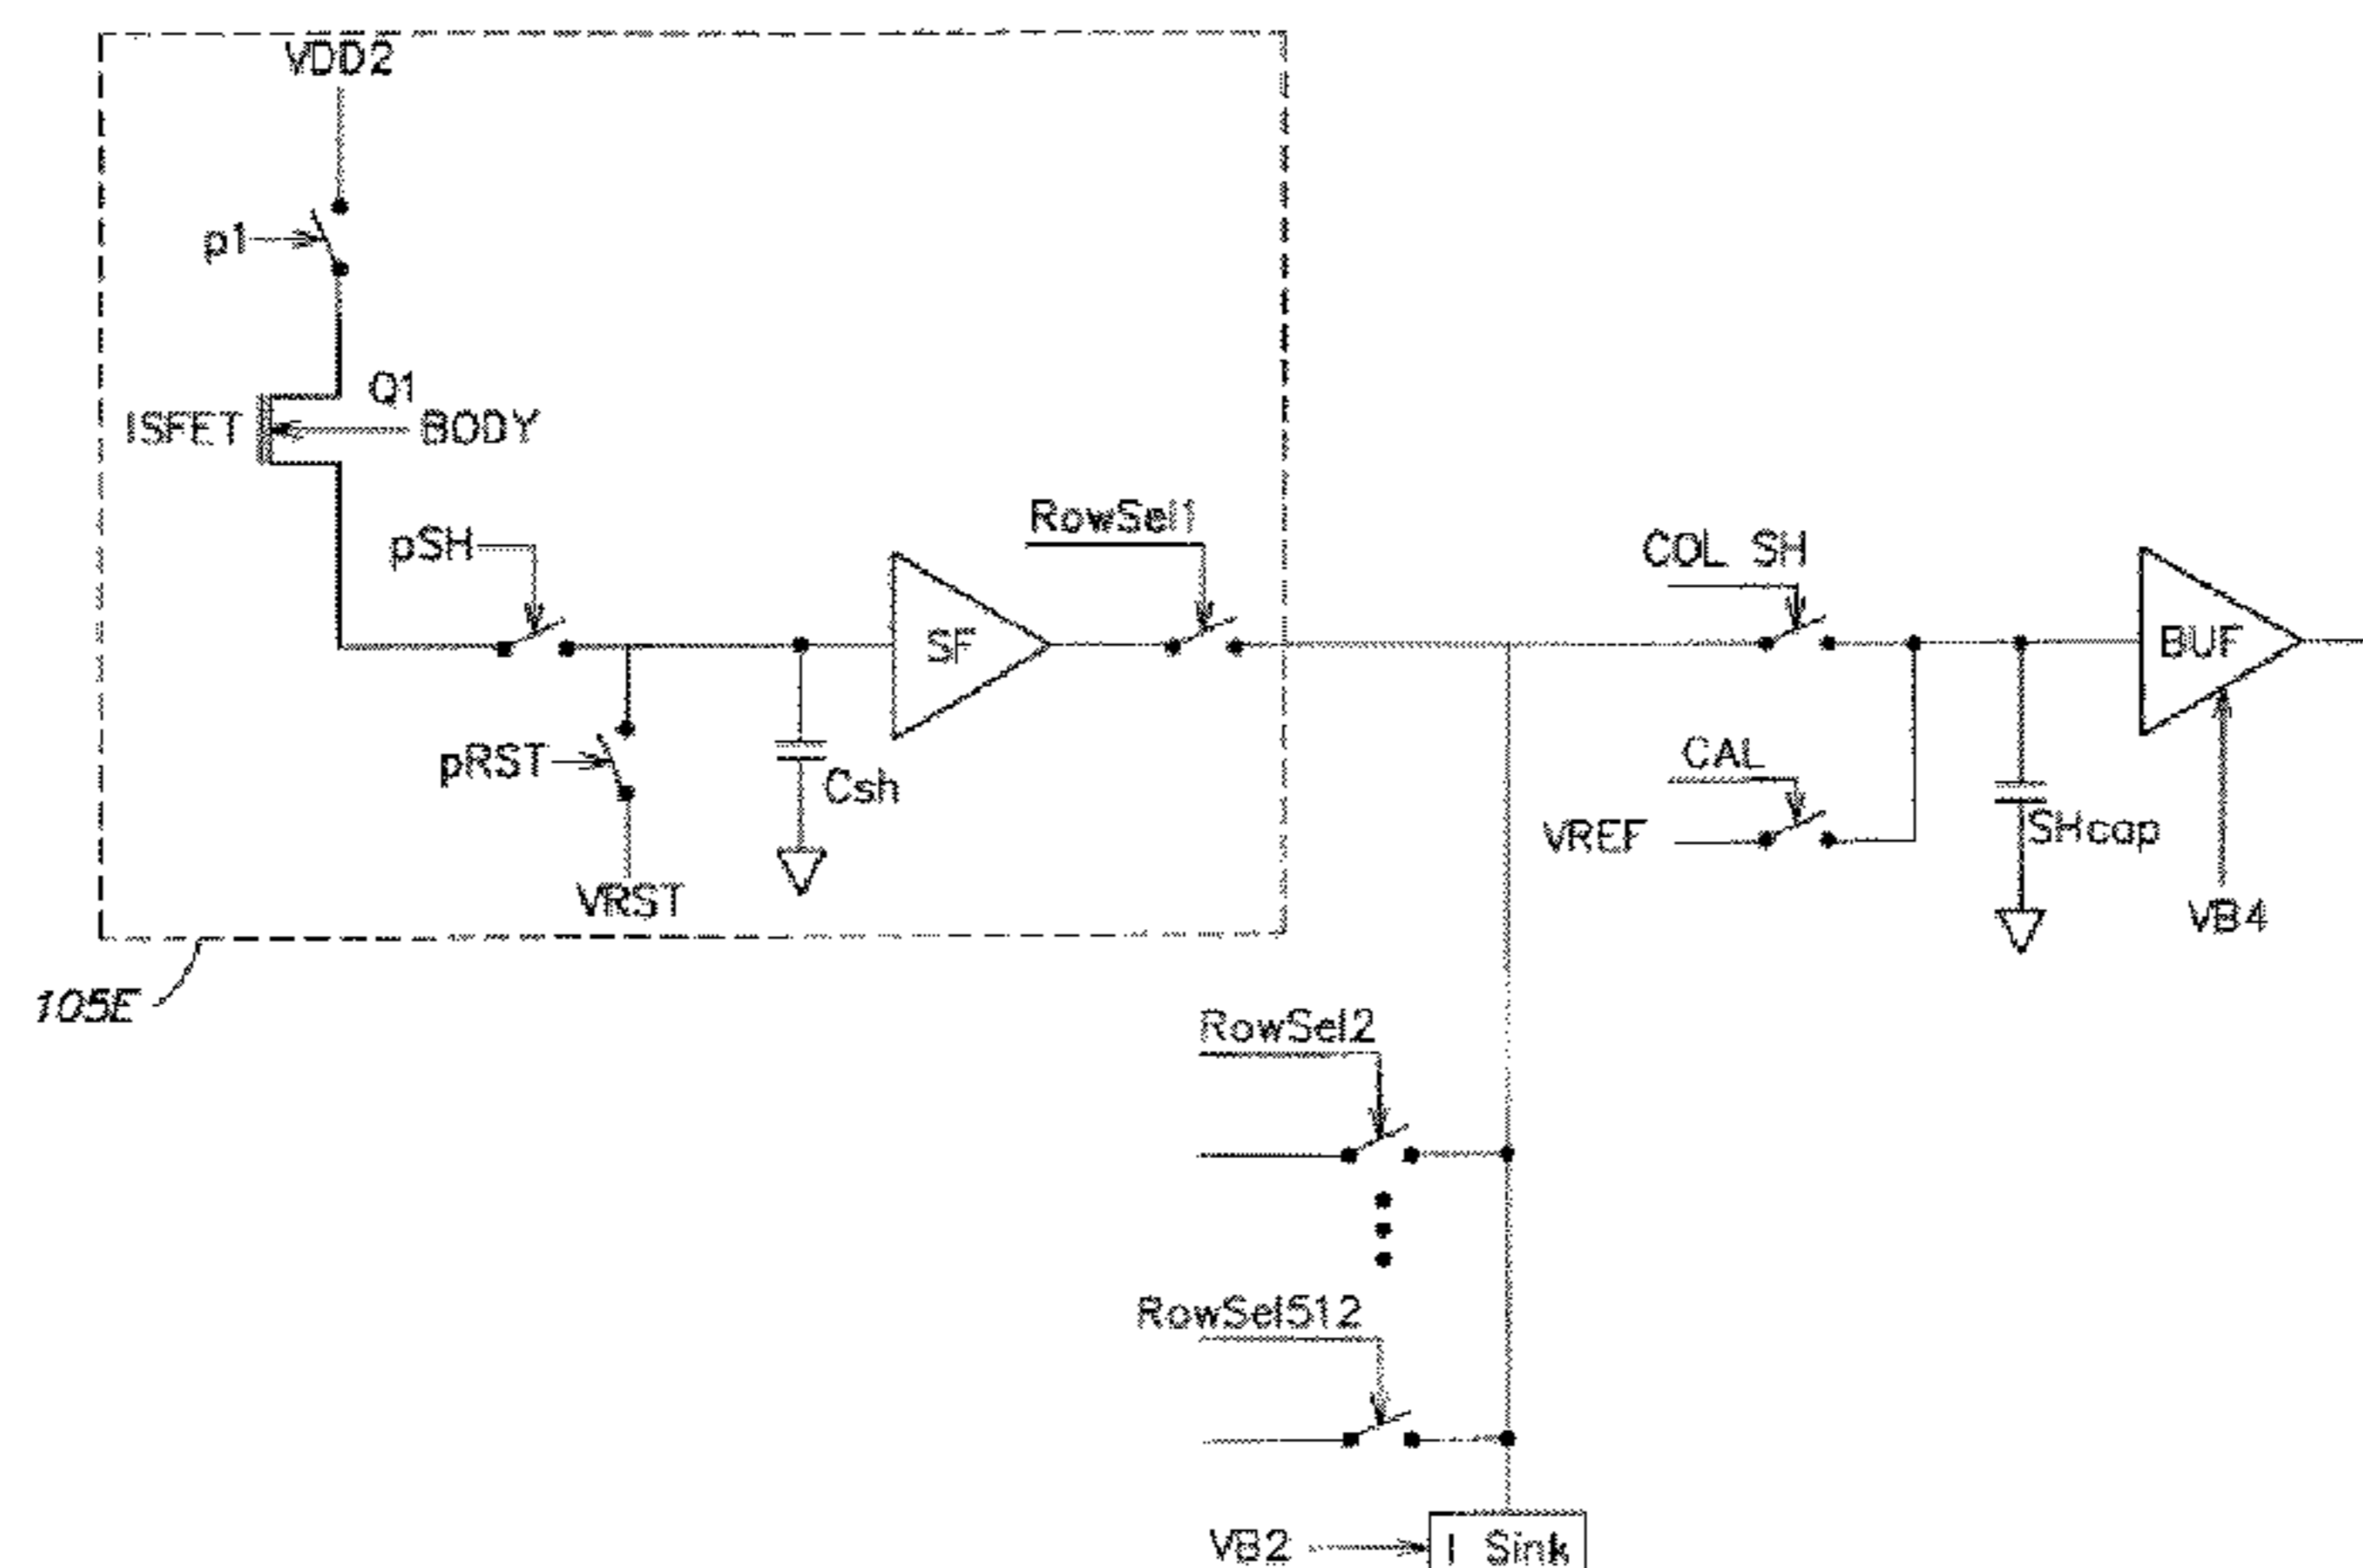 VDD2
p1
Q1
ISFET
BODY
pSH
RowSel1
SF
pRST
Csh
VRST
105E
COL SH
BUF
CAL
VREF
SHcap
VB4
RowSel2
RowSel512
VB2
I Sink